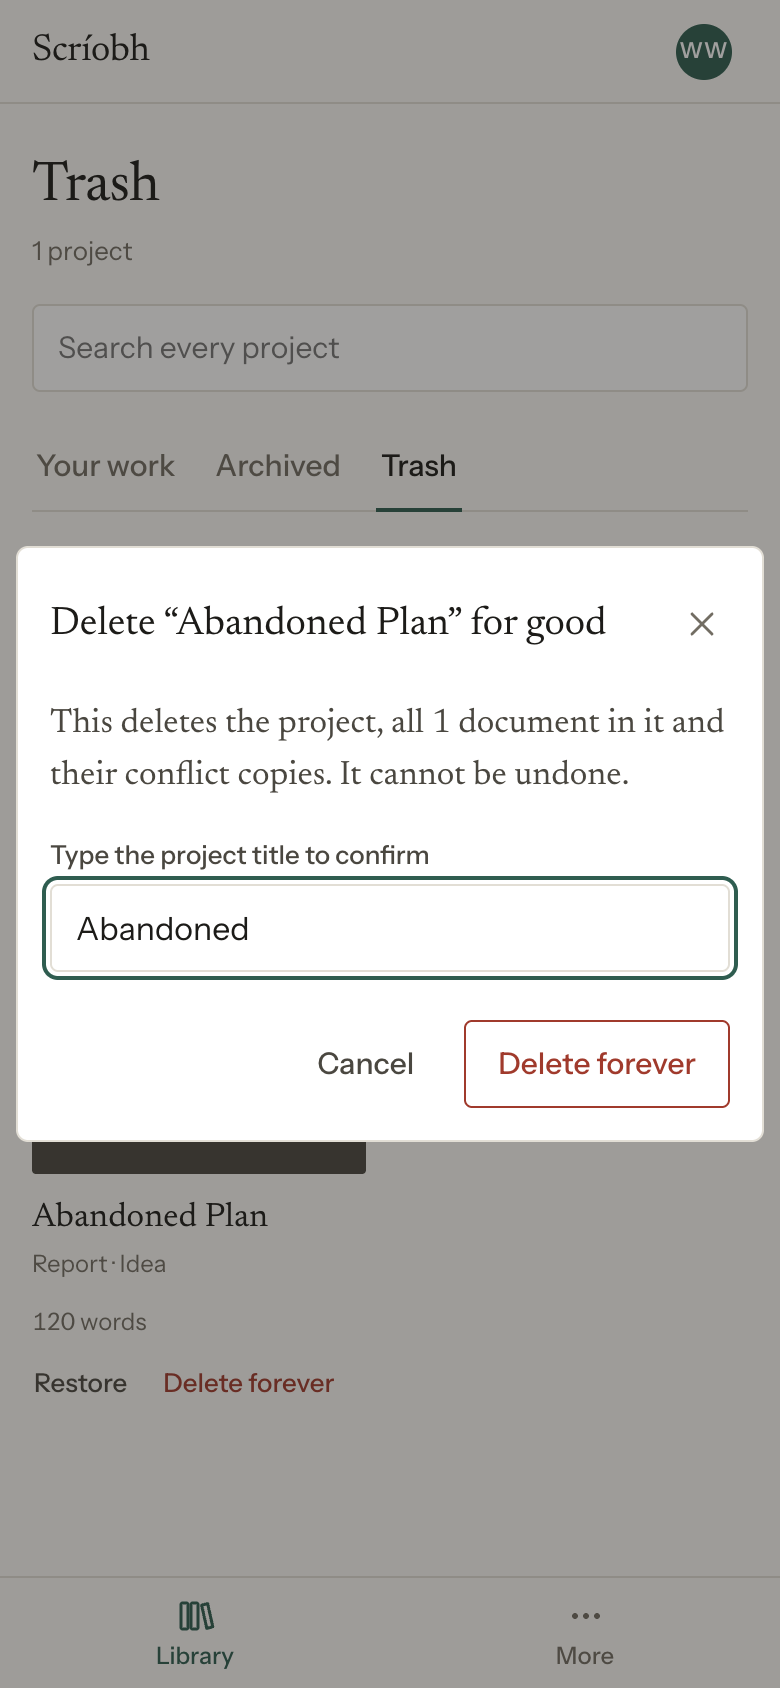 Scríobh
WW
Trash
1 project
Search every project
Your work Archived Trash
Delete “Abandoned Plan” for good
This deletes the project, all 1 document in it and
their conflict copies. It cannot be undone.
Type the project title to confirm
Abandoned
Cancel Delete forever
Abandoned Plan
Report · Idea
120 words
Restore Delete forever
Library More